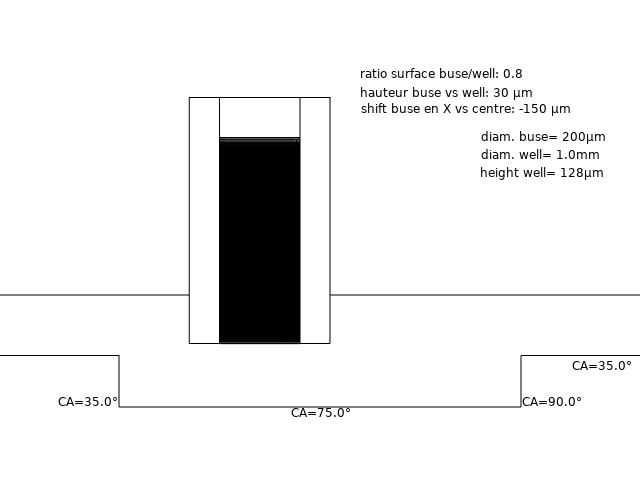 ratio surface buse/well: 0.8
hauteur buse vs well: 30 µm
shift buse en X vs centre: -150 µm
diam. buse= 200µm
diam. well= 1.0mm
height well= 128µm
CA=35.0°
CA=35.0°
CA=90.0°
CA=75.0°